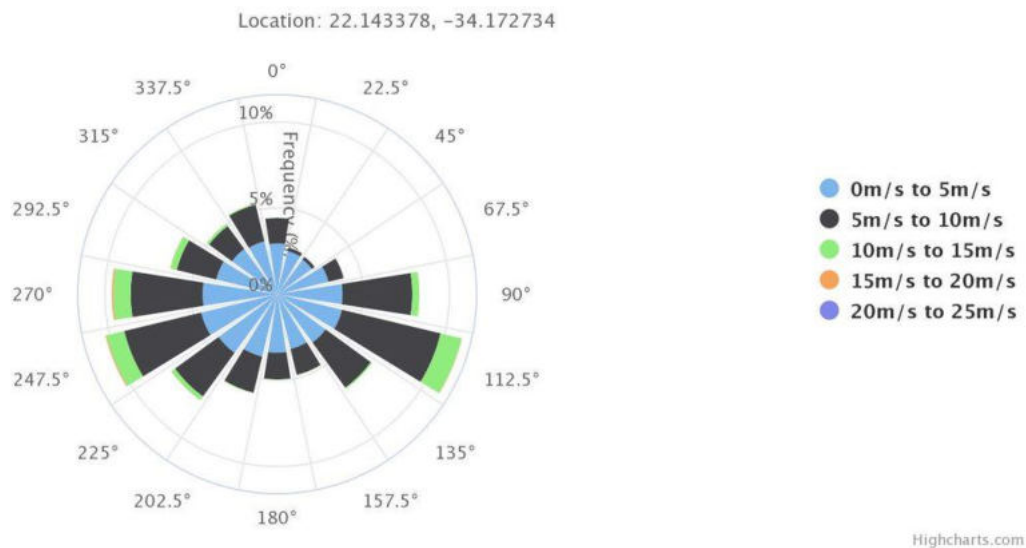 Location: 22.143378, −34.172734
0°
22.5°
45°
67.5°
90°
112.5°
135°
157.5°
180°
202.5°
225°
247.5°
270°
292.5°
315°
337.5°
10%
5%
0%
Frequency (%)
0m/s to 5m/s
5m/s to 10m/s
10m/s to 15m/s
15m/s to 20m/s
20m/s to 25m/s
Highcharts.com